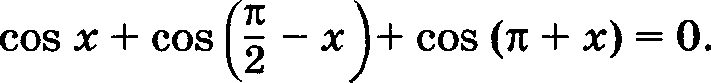 cos x + cos(π/2 − x) + cos (π + x) = 0.